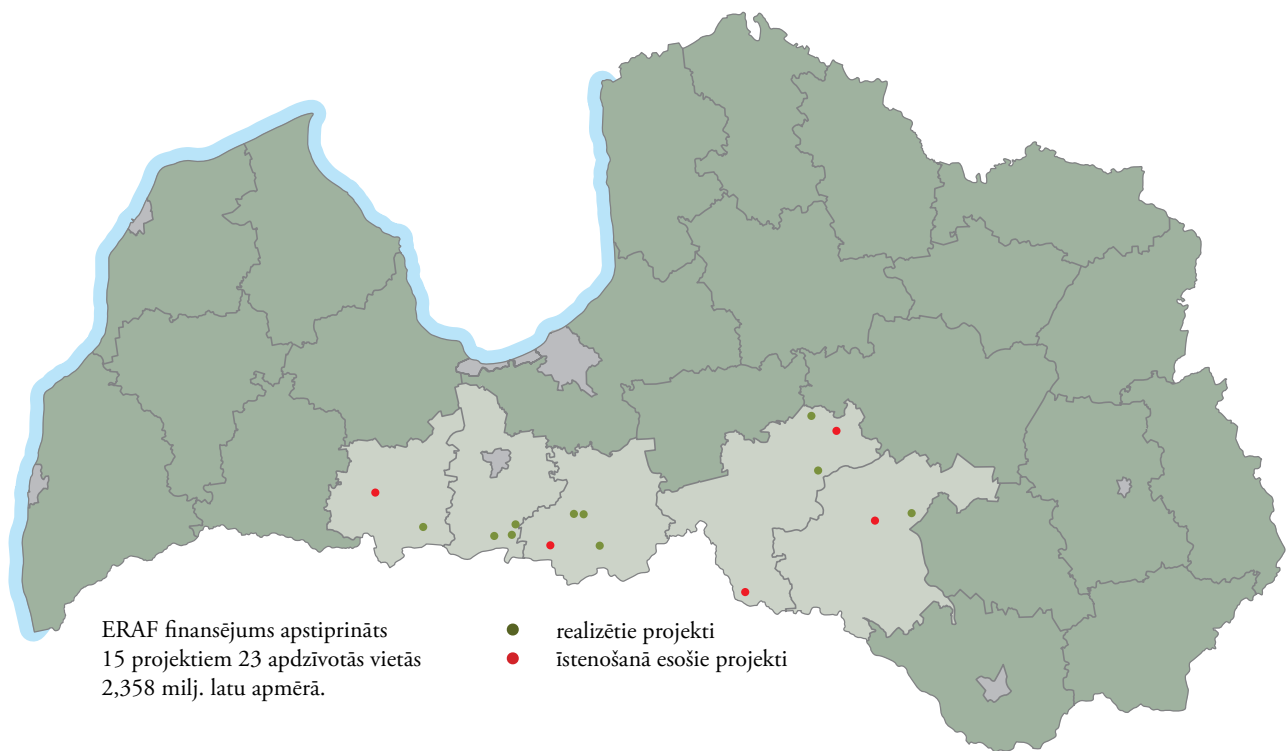 ERAF finansējums apstiprināts
15 projektiem 23 apdzīvotās vietās
2,358 milj. latu apmērā.
realizētie projekti
īstenošanā esošie projekti